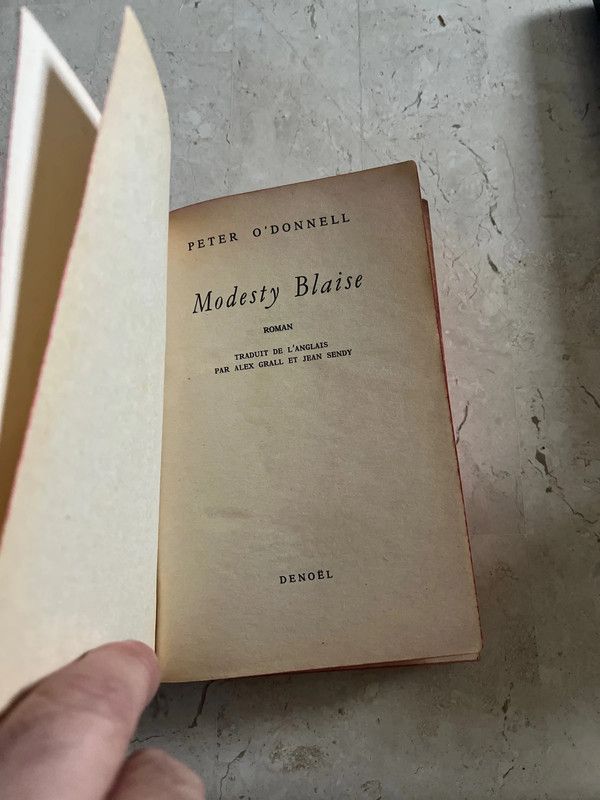 PETER O'DONNELL
Modesty Blaise
ROMAN
TRADUIT DE L'ANGLAIS
PAR ALEX GRALL ET JEAN SENDY
DENOËL